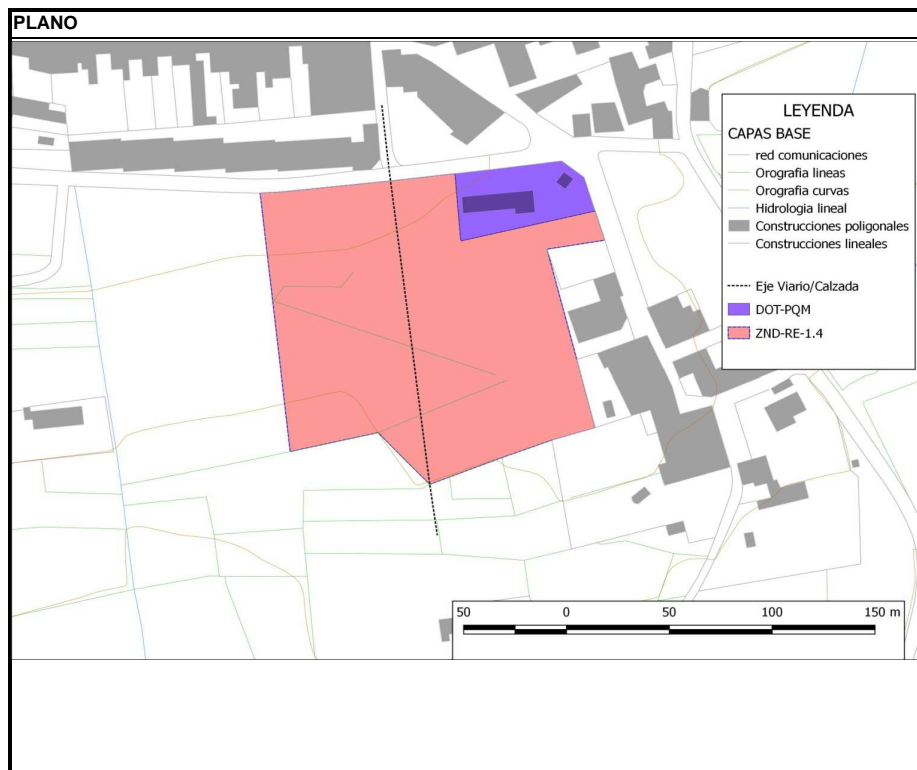 PLANO
LEYENDA
CAPAS BASE
red comunicaciones
Orografia lineas
Orografia curvas
Hidrologia lineal
Construcciones poligonales
Construcciones lineales
Eje Viario/Calzada
DOT-PQM
ZND-RE-1.4
50 0 50 100 150 m